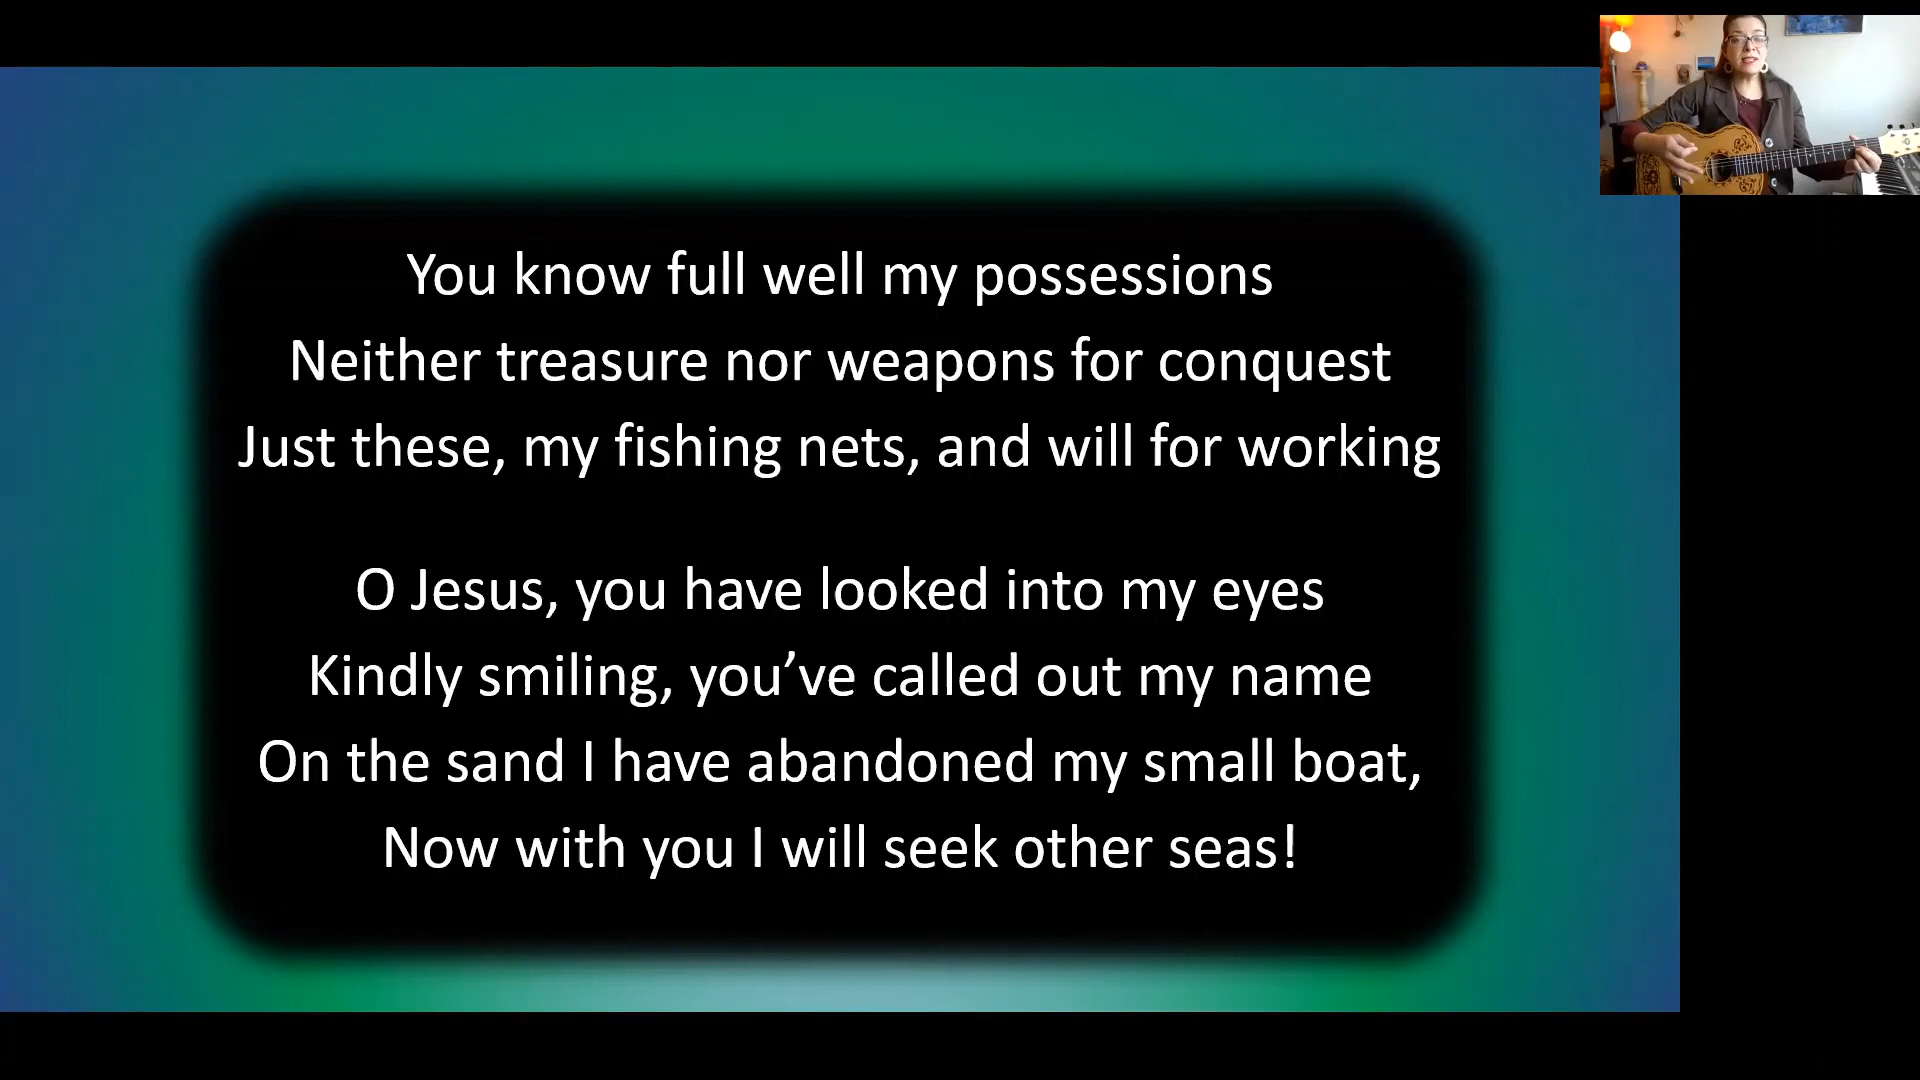 You know full well my possessions
Neither treasure nor weapons for conquest
Just these, my fishing nets, and will for working
O Jesus, you have looked into my eyes
Kindly smiling, you’ve called out my name
On the sand I have abandoned my small boat,
Now with you I will seek other seas!